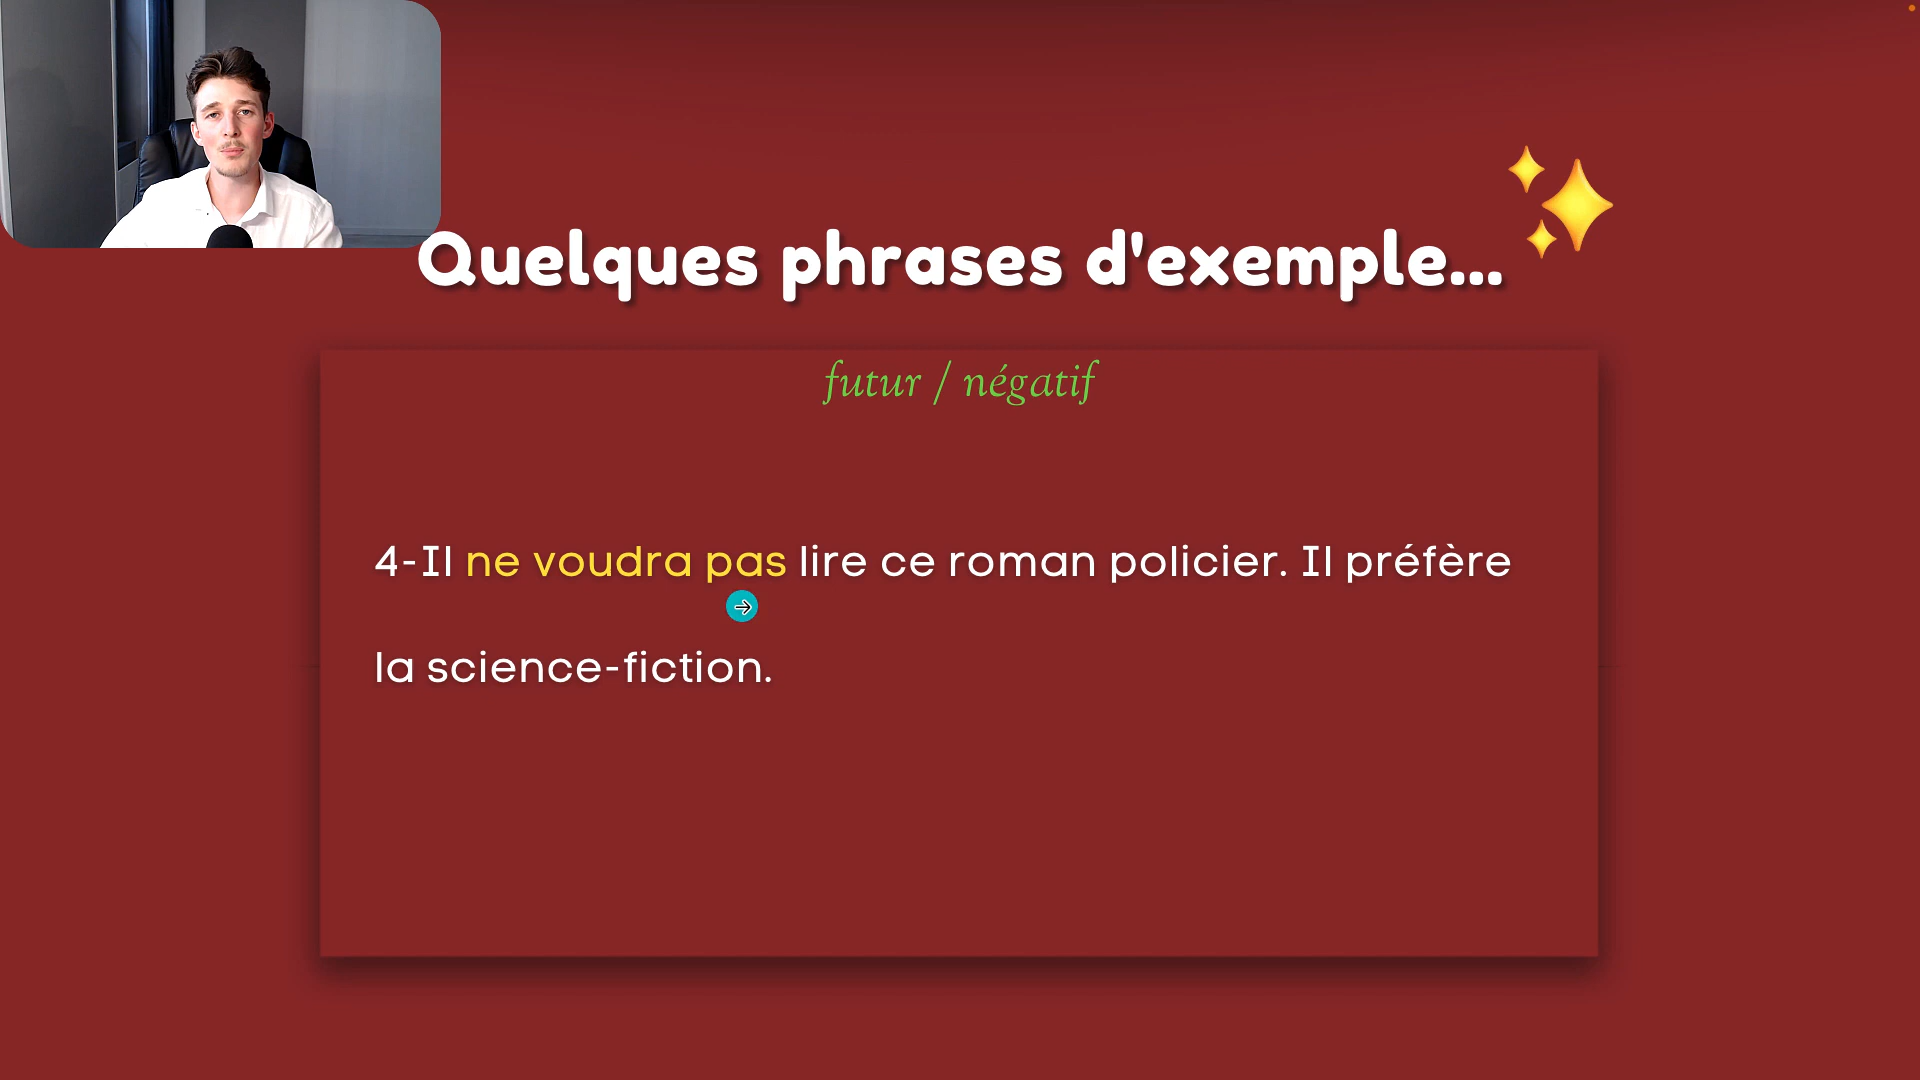 Quelques phrases d'exemple...
futur / négatif
4-Il ne voudra pas lire ce roman policier. Il préfère
la science-fiction.